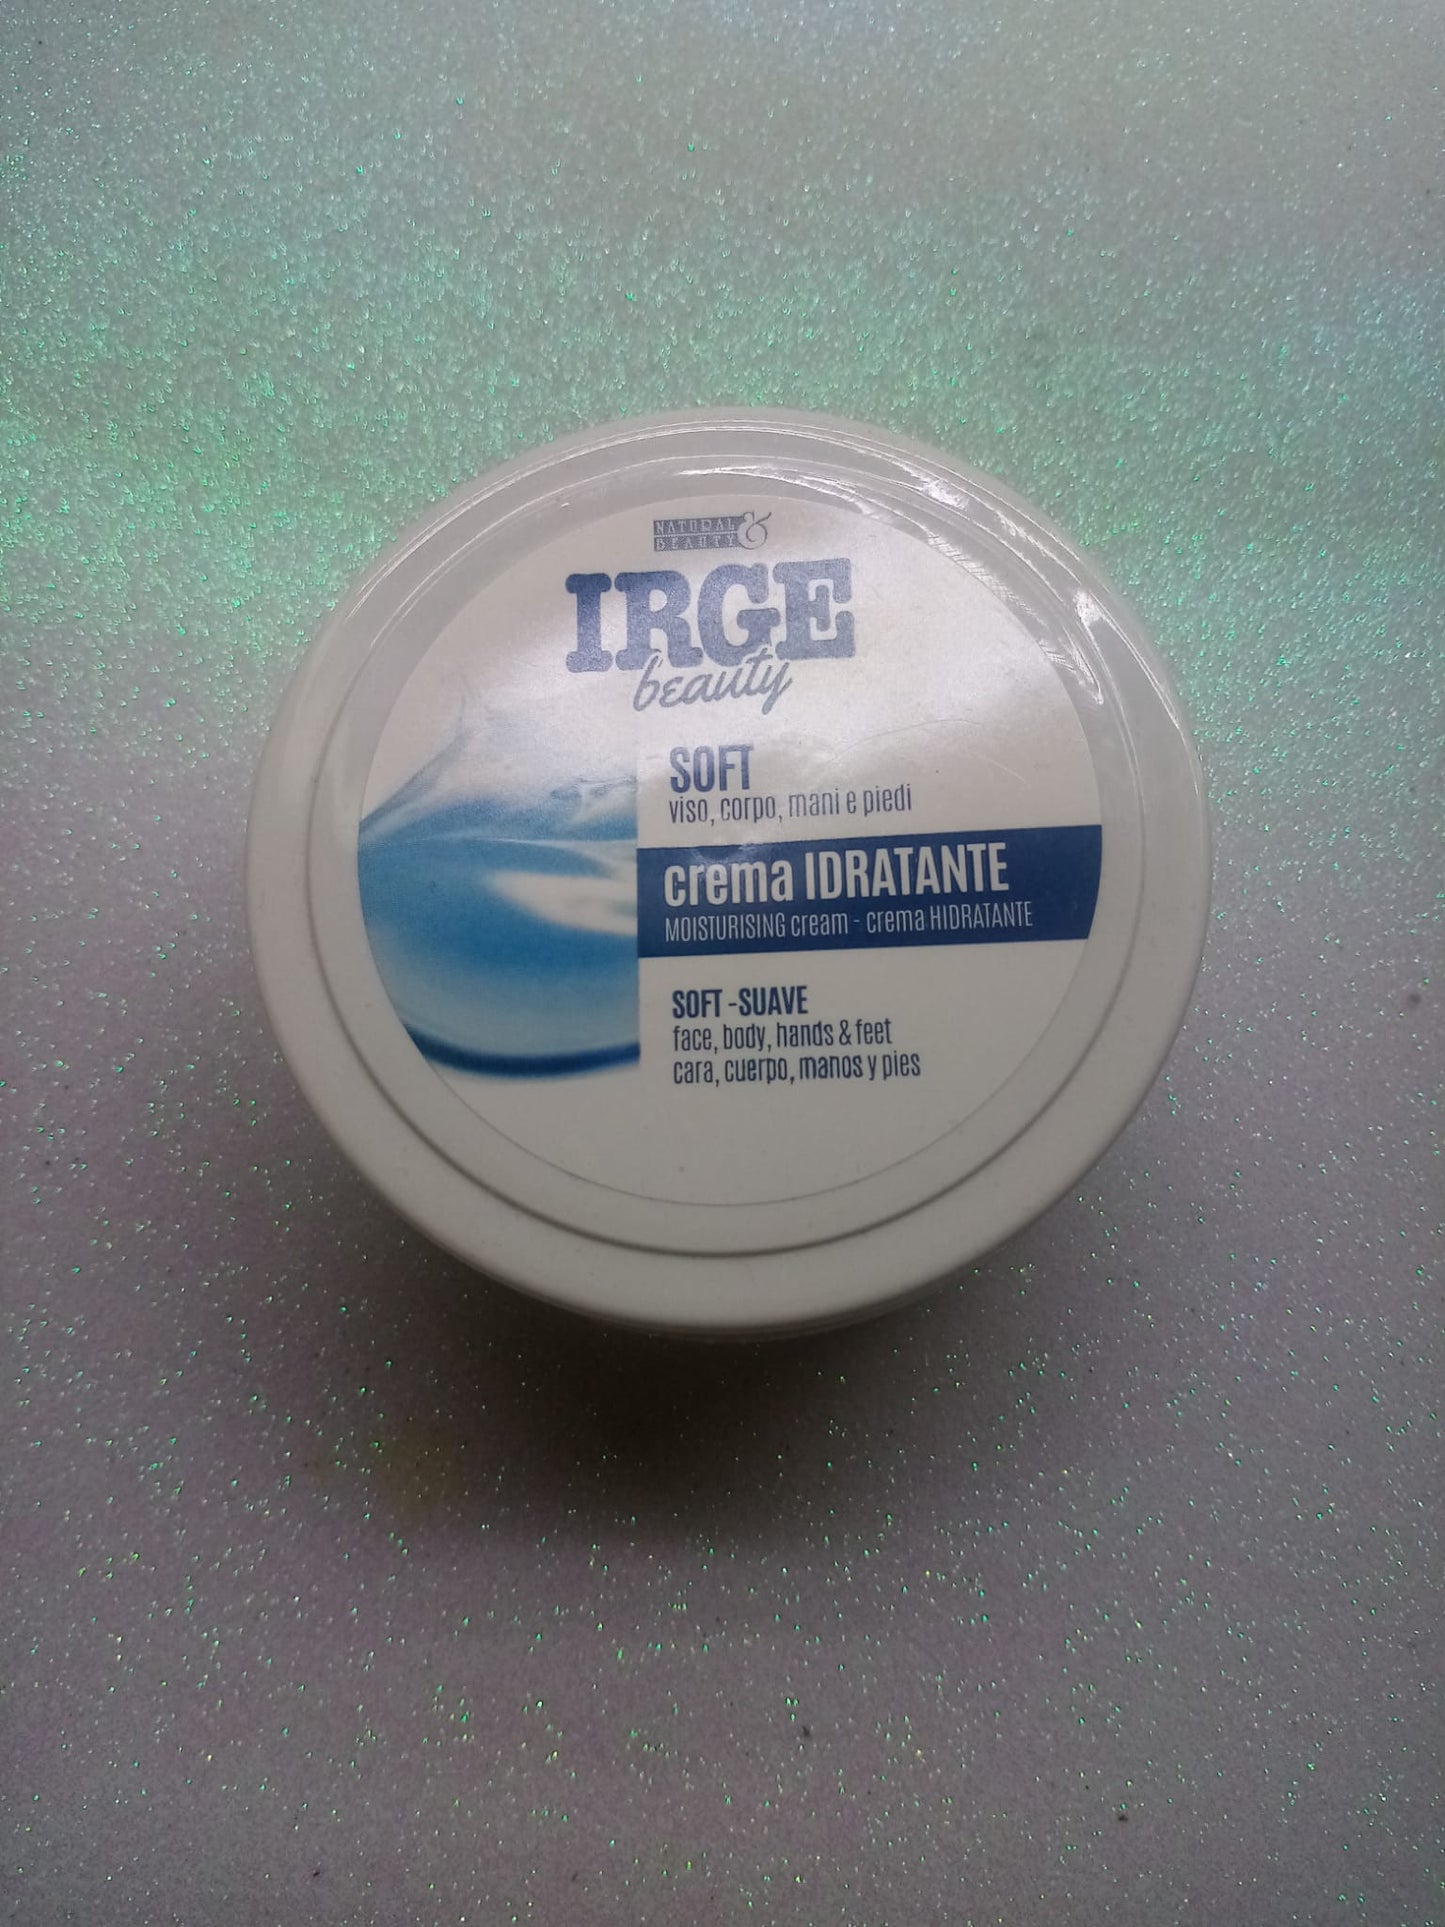 NATURAL &
BEAUTY
IRGE
beauty
SOFT
viso, corpo, mani e piedi
crema IDRATANTE
MOISTURISING cream - crema HIDRATANTE
SOFT -SUAVE
face, body, hands & feet
cara, cuerpo, manos y pies